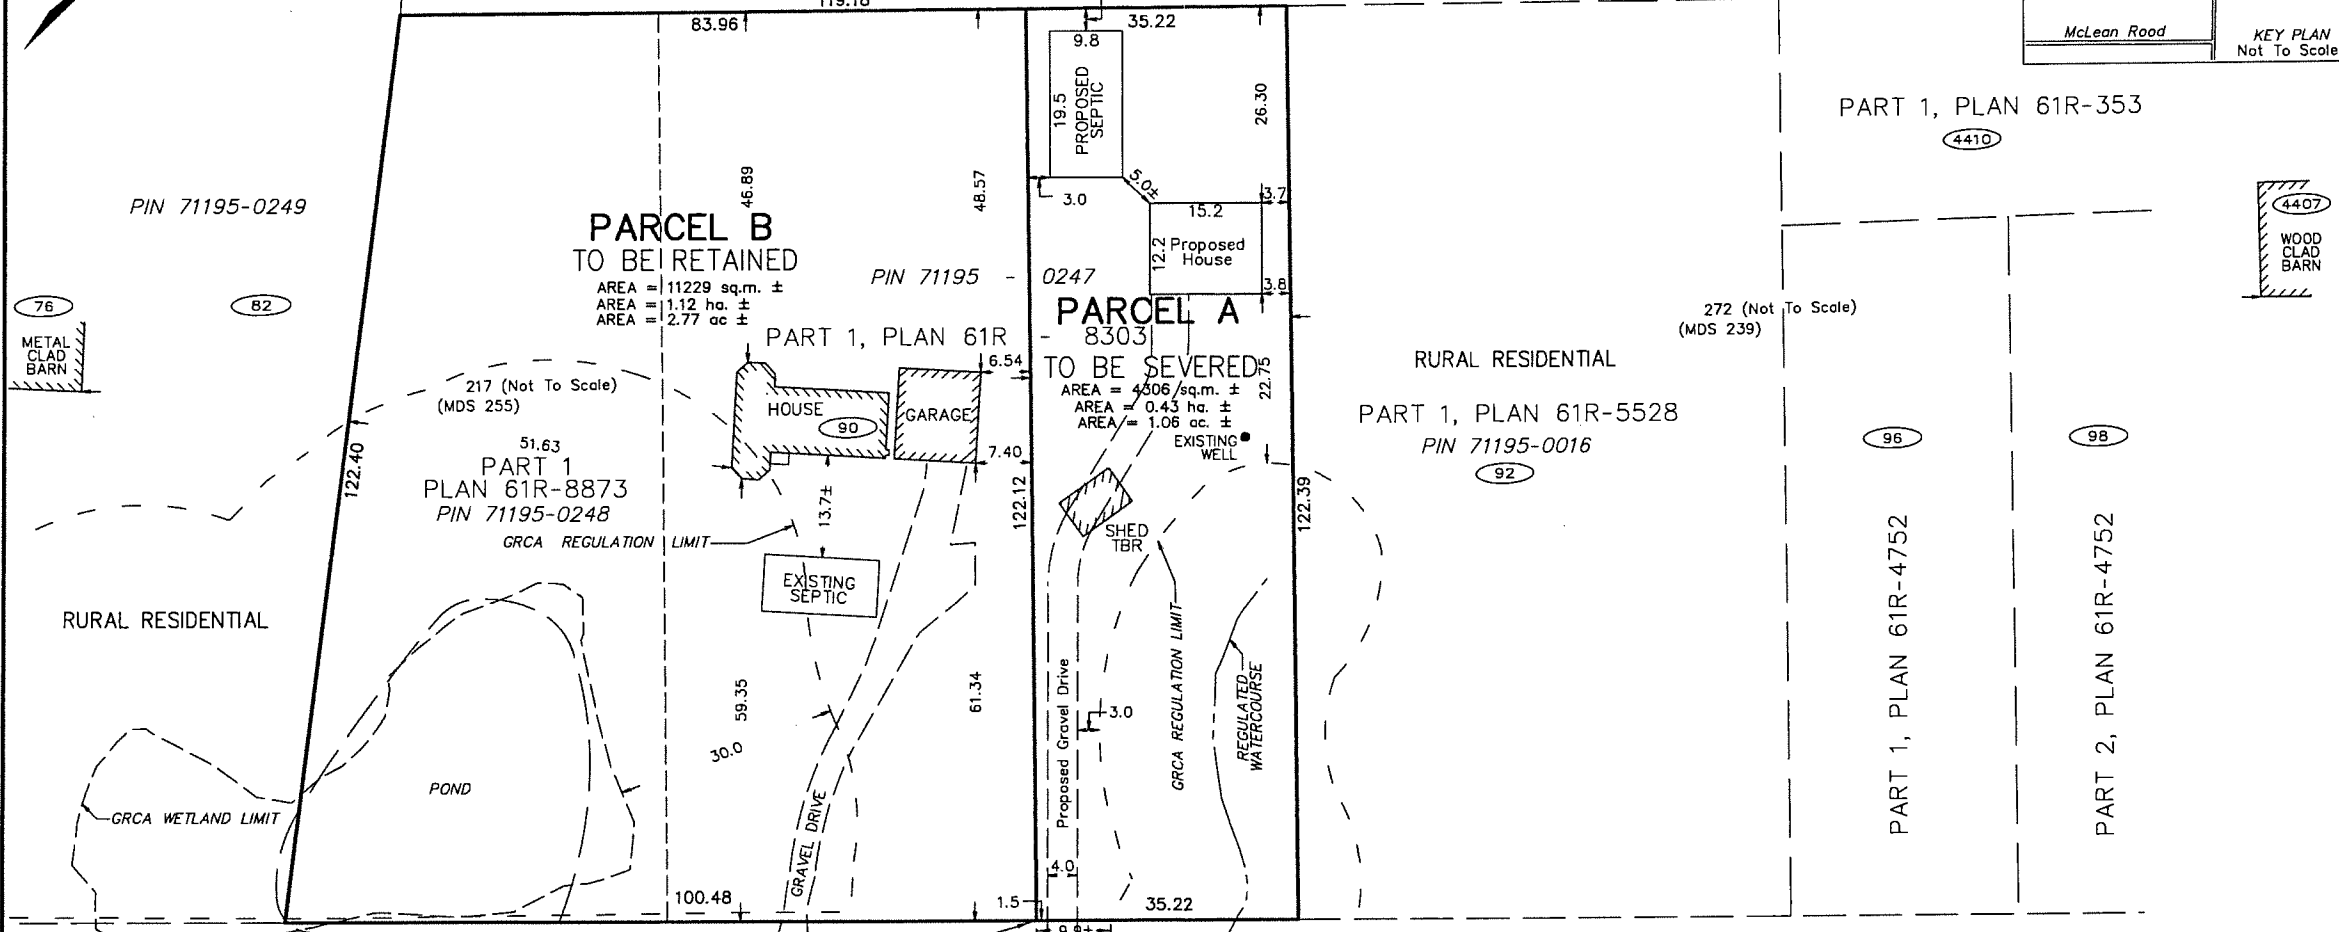 119.18
83.96
35.22
McLean Road
KEY PLAN
Not To Scale
9.8
19.5
PROPOSED
SEPTIC
26.30
PART 1, PLAN 61R-353
4410
PIN 71195-0249
46.89
48.57
3.0
5.0±
3.7
15.2
12.2
Proposed
House
3.8
4407
WOOD
CLAD
BARN
PARCEL B
TO BE RETAINED
AREA = 11229 sq.m. ±
AREA = 1.12 ha. ±
AREA = 2.77 ac ±
PIN 71195 - 0247
76
82
METAL
CLAD
BARN
PARCEL A
PART 1, PLAN 61R - 8303
TO BE SEVERED
AREA = 4306 sq.m. ±
AREA = 0.43 ha. ±
AREA = 1.06 ac. ±
22.75
EXISTING
WELL
272 (Not To Scale)
(MDS 239)
RURAL RESIDENTIAL
PART 1, PLAN 61R-5528
PIN 71195-0016
92
96
98
217 (Not To Scale)
(MDS 255)
6.54
HOUSE
90
GARAGE
7.40
51.63
PART 1
PLAN 61R-8873
PIN 71195-0248
122.40
13.7±
122.12
122.39
SHED
TBR
GRCA REGULATION LIMIT
EXISTING
SEPTIC
RURAL RESIDENTIAL
59.35
61.34
30.0
Proposed Gravel Drive
3.0
GRCA REGULATION LIMIT
REGULATED
WATERCOURSE
PART 1, PLAN 61R-4752
PART 2, PLAN 61R-4752
POND
GRCA WETLAND LIMIT
GRAVEL DRIVE
4.0
100.48
1.5
35.22